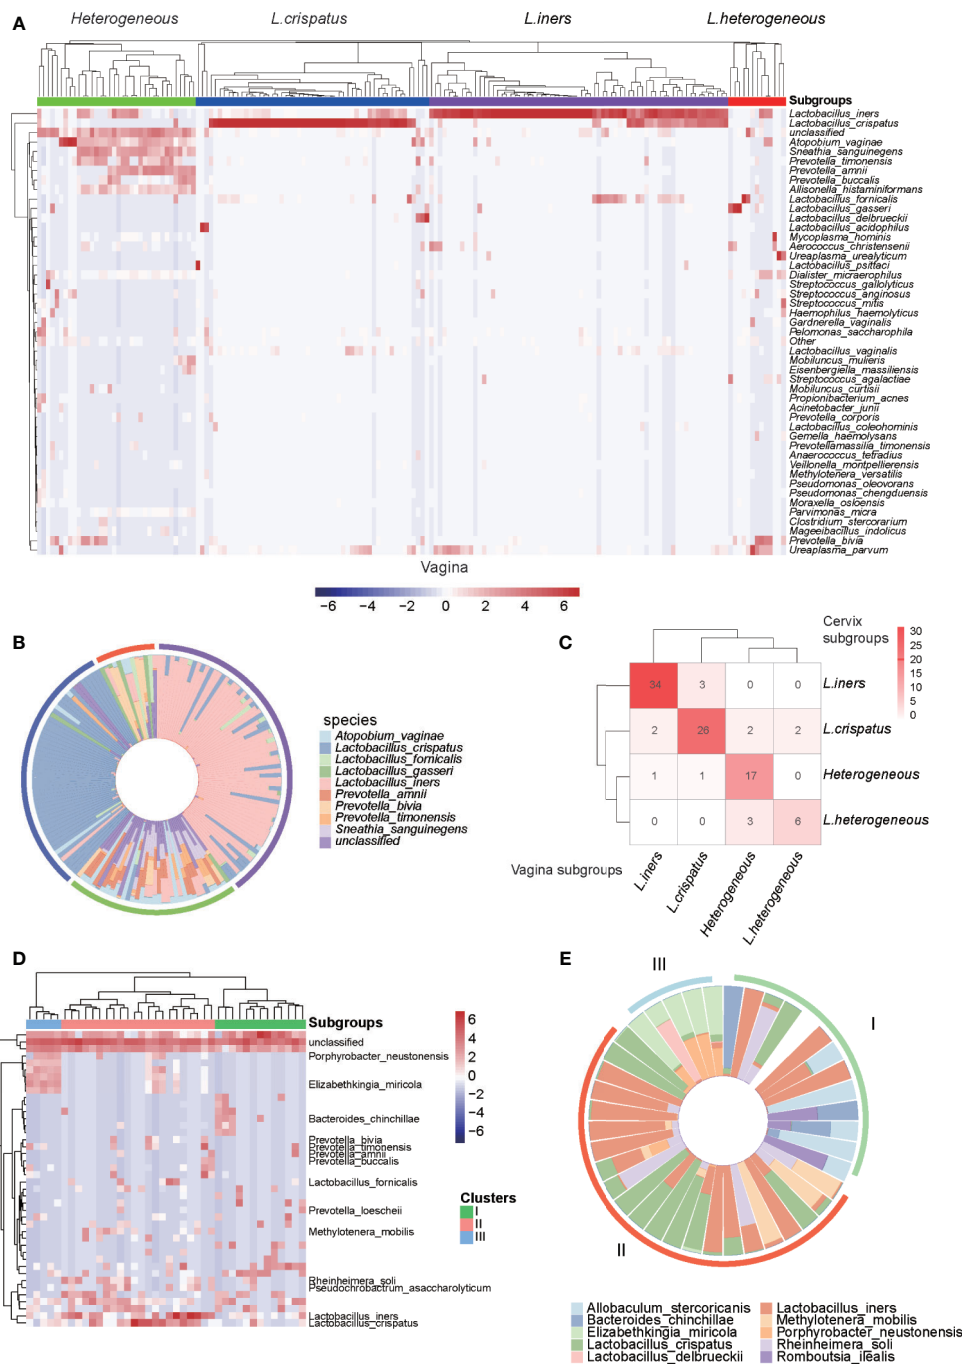 A
Heterogeneous L.crispatus L.iners L.heterogeneous
Subgroups
Lactobacillus_iners
Lactobacillus_crispatus
unclassified
Atopobium_vaginae
Sneathia_sanguinegens
Prevotella_timonensis
Prevotella_amnii
Prevotella_buccalis
Allisonella_histaminiformans
Lactobacillus_fornicalis
Lactobacillus_gasseri
Lactobacillus_delbrueckii
Lactobacillus_acidophilus
Mycoplasma_hominis
Aerococcus_christensenii
Ureaplasma_urealyticum
Lactobacillus_psittaci
Dialister_micraerophilus
Streptococcus_gallolyticus
Streptococcus_anginosus
Streptococcus_mitis
Haemophilus_haemolyticus
Gardnerella_vaginalis
Pelomonas_saccharophila
Other
Lactobacillus_vaginalis
Mobiluncus_mulieris
Eisenbergiella_massiliensis
Streptococcus_agalactiae
Mobiluncus_curtisii
Propionibacterium_acnes
Acinetobacter_junii
Prevotella_corporis
Lactobacillus_coleohominis
Gemella_haemolysans
Prevotellamassilia_timonensis
Anaerococcus_tetradius
Veillonella_montpellierensis
Methylotenera_versatilis
Pseudomonas_oleovorans
Pseudomonas_chengduensis
Moraxella_osloensis
Parvimonas_micra
Clostridium_stercorarium
Mageeibacillus_indolicus
Prevotella_bivia
Ureaplasma_parvum
Vagina
−6 −4 −2 0 2 4 6
B
species
Atopobium_vaginae
Lactobacillus_crispatus
Lactobacillus_fornicalis
Lactobacillus_gasseri
Lactobacillus_iners
Prevotella_amnii
Prevotella_bivia
Prevotella_timonensis
Sneathia_sanguinegens
unclassified
C
Cervix
subgroups
30
25
20
15
10
5
0
34 3 0 0 L.iners
2 26 2 2 L.crispatus
1 1 17 0 Heterogeneous
0 0 3 6 L.heterogeneous
Vagina subgroups
L.iners
L.crispatus
Heterogeneous
L.heterogeneous
D
Subgroups
unclassified
Porphyrobacter_neustonensis
Elizabethkingia_miricola
Bacteroides_chinchillae
Prevotella_bivia
Prevotella_timonensis
Prevotella_amnii
Prevotella_buccalis
Lactobacillus_fornicalis
Prevotella_loescheii
Methylotenera_mobilis
Rheinheimera_soli
Pseudochrobactrum_asaccharolyticum
Lactobacillus_iners
Lactobacillus_crispatus
6
4
2
0
−2
−4
−6
Clusters
I
II
III
E
III
I
II
Allobaculum_stercoricanis
Bacteroides_chinchillae
Elizabethkingia_miricola
Lactobacillus_crispatus
Lactobacillus_delbrueckii
Lactobacillus_iners
Methylotenera_mobilis
Porphyrobacter_neustonensis
Rheinheimera_soli
Romboutsia_ilealis